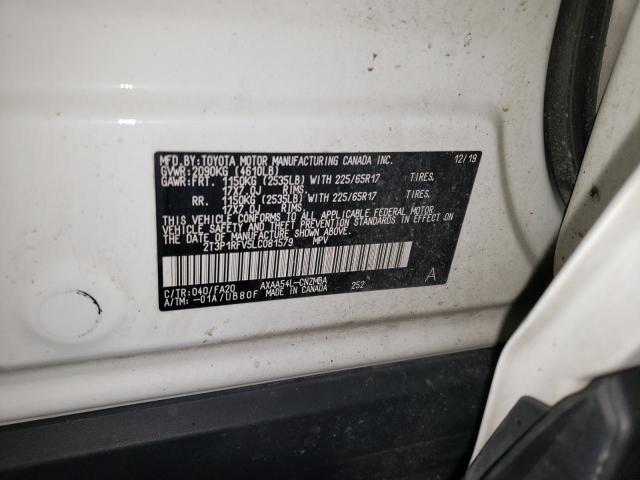 MFD.BY:TOYOTA MOTOR MANUFACTURING CANADA INC. 12/19
GVWR:2090KG (4610LB)
GAWR:FRT. 1150KG (2535LB) WITH 225/65R17 TIRES,
17X7.0J RIMS,
RR. 1150KG (2535LB) WITH 225/65R17 TIRES,
17X7.0J RIMS,
THIS VEHICLE CONFORMS TO ALL APPLICABLE FEDERAL MOTOR
VEHICLE SAFETY AND THEFT PREVENTION STANDARDS IN EFFECT
ON THE DATE OF MANUFACTURE SHOWN ABOVE.
2T3P1RFV5LC081579 MPV
C/TR:040/FA20 AXAA54L-CNZMBA 252 A
A/TM:-01A/UB80F MADE IN CANADA